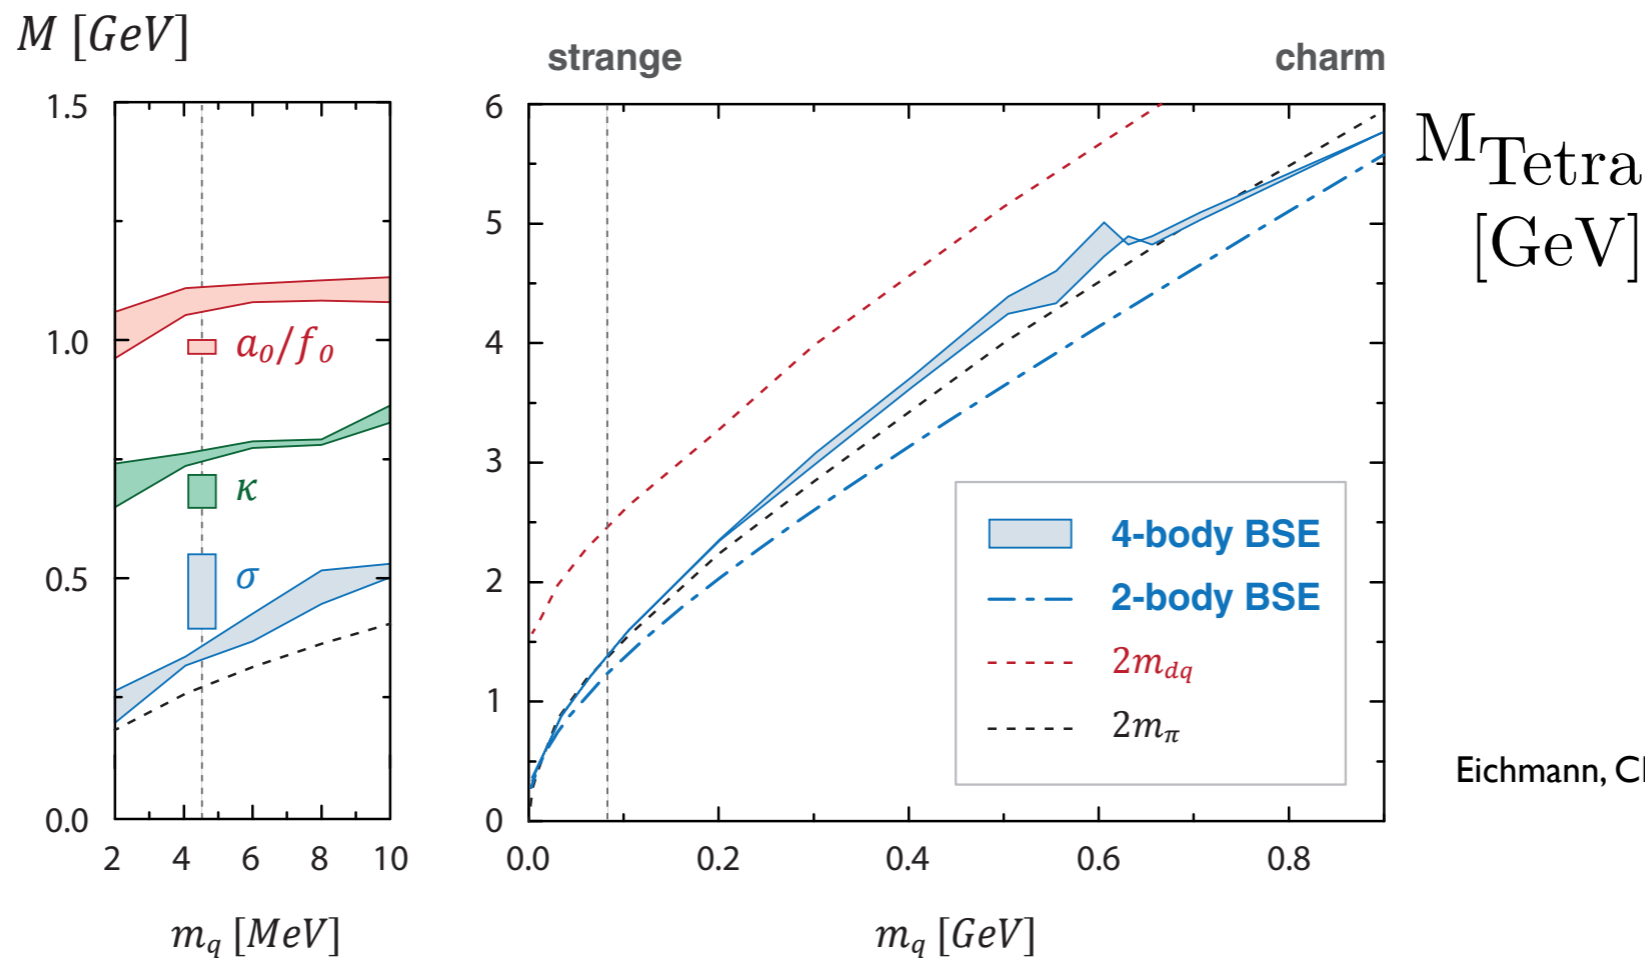 M [GeV]
strange
charm
1.5
1.0
0.5
0.0
a₀/f₀
κ
σ
2
4
6
8
10
m_q [MeV]
6
5
4
3
2
1
0
4-body BSE
2-body BSE
2m_{dq}
2m_π
0.0
0.2
0.4
0.6
0.8
m_q [GeV]
M_Tetra
[GeV]
Eichmann,